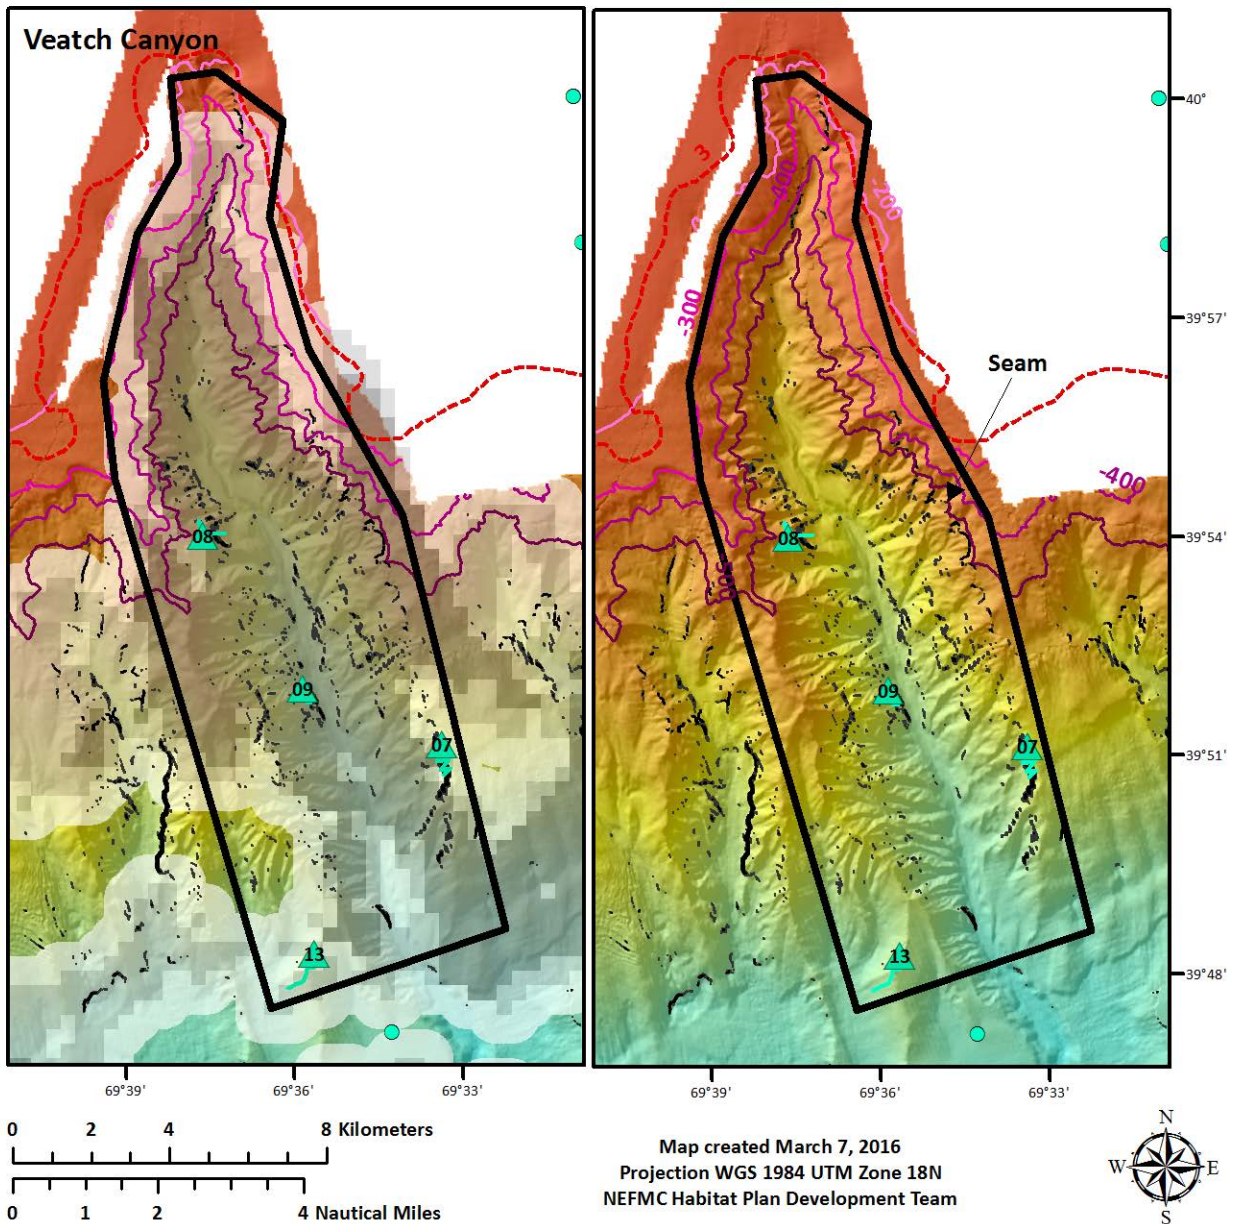 Veatch Canyon
08
09
07
13
69°39'
69°36'
69°33'
3
-400
-200
-300
Seam
-400
08
09
07
13
40°
39°57'
39°54'
39°51'
39°48'
69°39'
69°36'
69°33'
0 2 4 8 Kilometers
0 1 2 4 Nautical Miles
Map created March 7, 2016
Projection WGS 1984 UTM Zone 18N
NEFMC Habitat Plan Development Team
N
W E
S